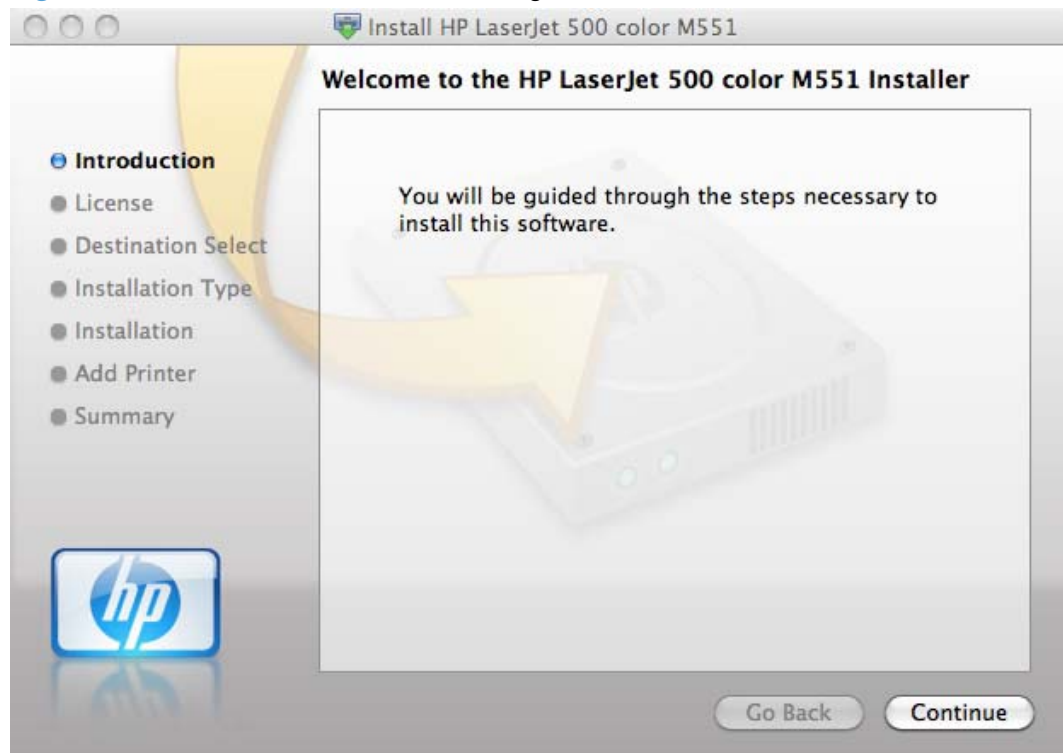 Install HP LaserJet 500 color M551
Welcome to the HP LaserJet 500 color M551 Installer
Introduction
License
Destination Select
Installation Type
Installation
Add Printer
Summary
You will be guided through the steps necessary to
install this software.
hp
Go Back
Continue